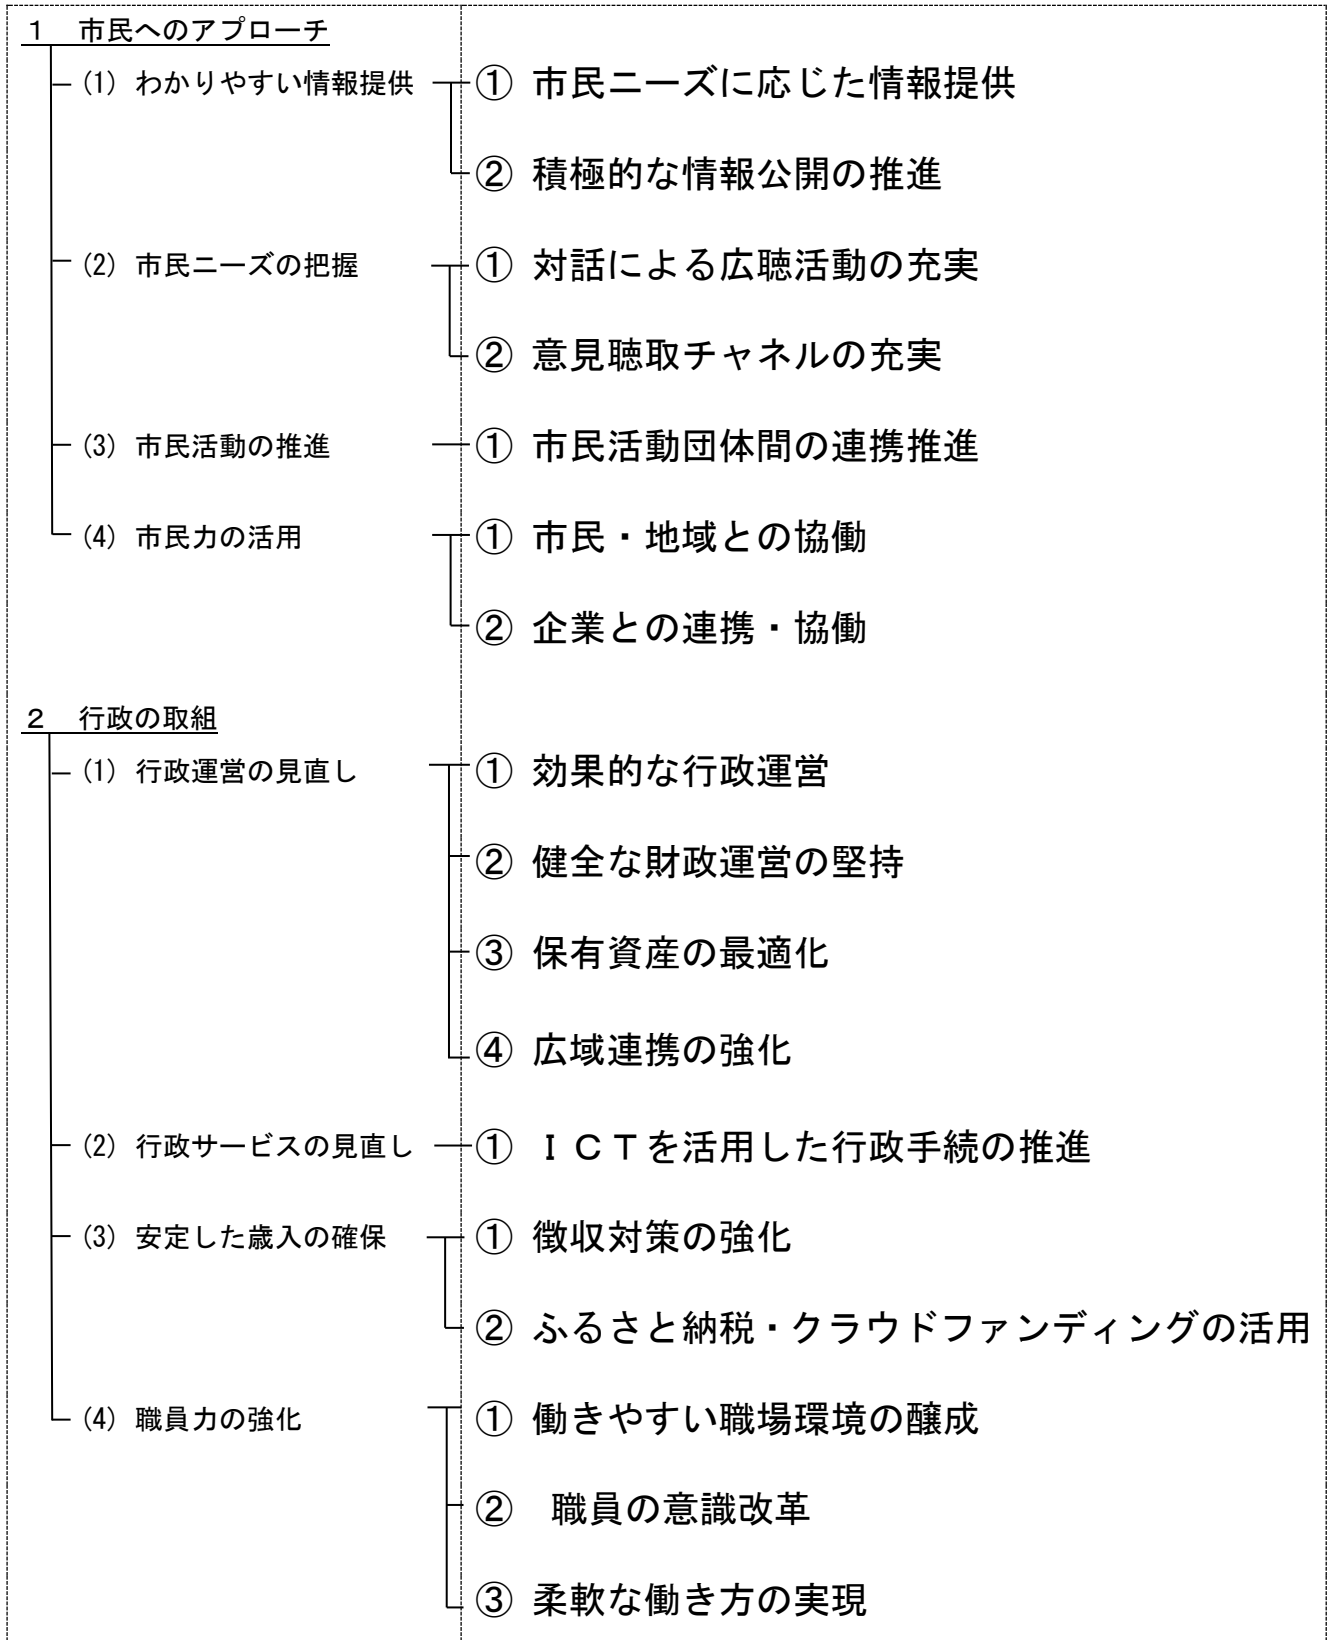 １　市民へのアプローチ
(1) わかりやすい情報提供　① 市民ニーズに応じた情報提供
② 積極的な情報公開の推進
(2) 市民ニーズの把握　① 対話による広聴活動の充実
② 意見聴取チャネルの充実
(3) 市民活動の推進　① 市民活動団体間の連携推進
(4) 市民力の活用　① 市民・地域との協働
② 企業との連携・協働
２　行政の取組
(1) 行政運営の見直し　① 効果的な行政運営
② 健全な財政運営の堅持
③ 保有資産の最適化
④ 広域連携の強化
(2) 行政サービスの見直し　① ＩＣＴを活用した行政手続の推進
(3) 安定した歳入の確保　① 徴収対策の強化
② ふるさと納税・クラウドファンディングの活用
(4) 職員力の強化　① 働きやすい職場環境の醸成
②　職員の意識改革
③ 柔軟な働き方の実現